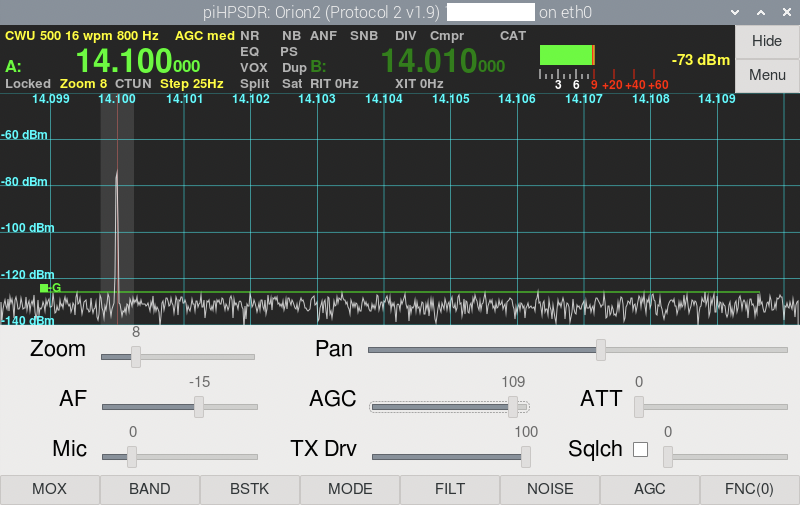 piHPSDR: Orion2 (Protocol 2 v1.9) on eth0
CWU 500 16 wpm 800 Hz AGC med NR NB ANF SNB DIV Cmpr CAT Hide
EQ PS
A: 14.100000 VOX Dup B: 14.010000 -73 dBm
Locked Zoom 8 CTUN Step 25Hz Split Sat RIT 0Hz XIT 0Hz 3 6 9 +20 +40 +60 Menu
14.099 14.100 14.101 14.102 14.103 14.104 14.105 14.106 14.107 14.108 14.109
-60 dBm
-80 dBm
-100 dBm
-120 dBm
-G
-140 dBm
8
Zoom Pan
-15 109 0
AF AGC ATT
0 100 0
Mic TX Drv Sqlch
MOX BAND BSTK MODE FILT NOISE AGC FNC(0)